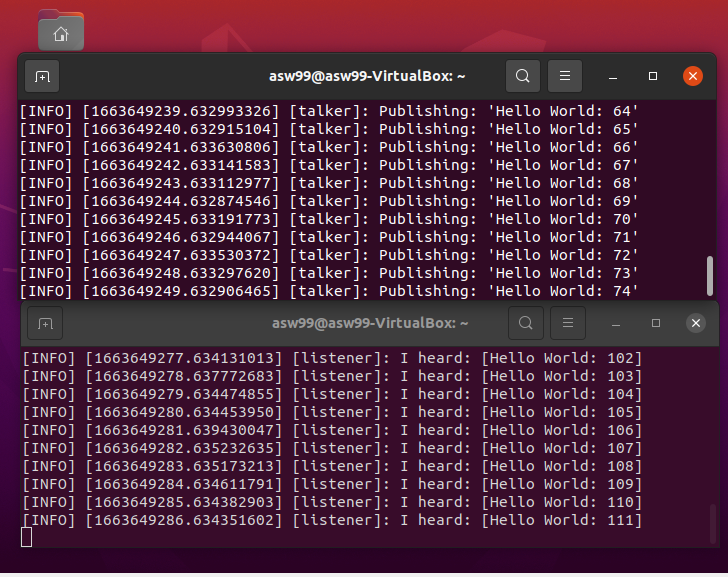 asw99@asw99-VirtualBox: ~
[INFO] [1663649239.632993326] [talker]: Publishing: 'Hello World: 64'
[INFO] [1663649240.632915104] [talker]: Publishing: 'Hello World: 65'
[INFO] [1663649241.633630806] [talker]: Publishing: 'Hello World: 66'
[INFO] [1663649242.633141583] [talker]: Publishing: 'Hello World: 67'
[INFO] [1663649243.633112977] [talker]: Publishing: 'Hello World: 68'
[INFO] [1663649244.632874546] [talker]: Publishing: 'Hello World: 69'
[INFO] [1663649245.633191773] [talker]: Publishing: 'Hello World: 70'
[INFO] [1663649246.632944067] [talker]: Publishing: 'Hello World: 71'
[INFO] [1663649247.633530372] [talker]: Publishing: 'Hello World: 72'
[INFO] [1663649248.633297620] [talker]: Publishing: 'Hello World: 73'
[INFO] [1663649249.632906465] [talker]: Publishing: 'Hello World: 74'
asw99@asw99-VirtualBox: ~
[INFO] [1663649277.634131013] [listener]: I heard: [Hello World: 102]
[INFO] [1663649278.637772683] [listener]: I heard: [Hello World: 103]
[INFO] [1663649279.634474855] [listener]: I heard: [Hello World: 104]
[INFO] [1663649280.634453950] [listener]: I heard: [Hello World: 105]
[INFO] [1663649281.639430047] [listener]: I heard: [Hello World: 106]
[INFO] [1663649282.635232635] [listener]: I heard: [Hello World: 107]
[INFO] [1663649283.635173213] [listener]: I heard: [Hello World: 108]
[INFO] [1663649284.634611791] [listener]: I heard: [Hello World: 109]
[INFO] [1663649285.634382903] [listener]: I heard: [Hello World: 110]
[INFO] [1663649286.634351602] [listener]: I heard: [Hello World: 111]